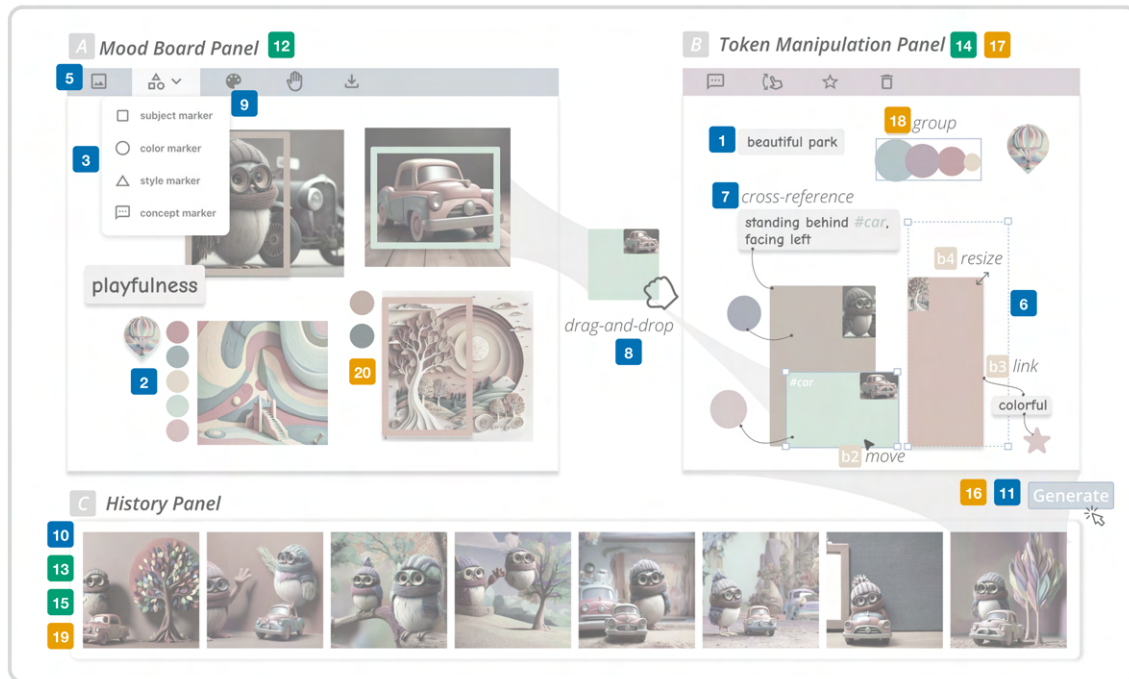 A Mood Board Panel 12
5
9
subject marker
3
color marker
style marker
concept marker
playfulness
2
20
drag-and-drop
8
B Token Manipulation Panel 14 17
1 beautiful park
18 group
7 cross-reference
standing behind #car,
facing left
b4 resize
6
b3 link
#car
colorful
b2 move
16 11 Generate
C History Panel
10
13
15
19